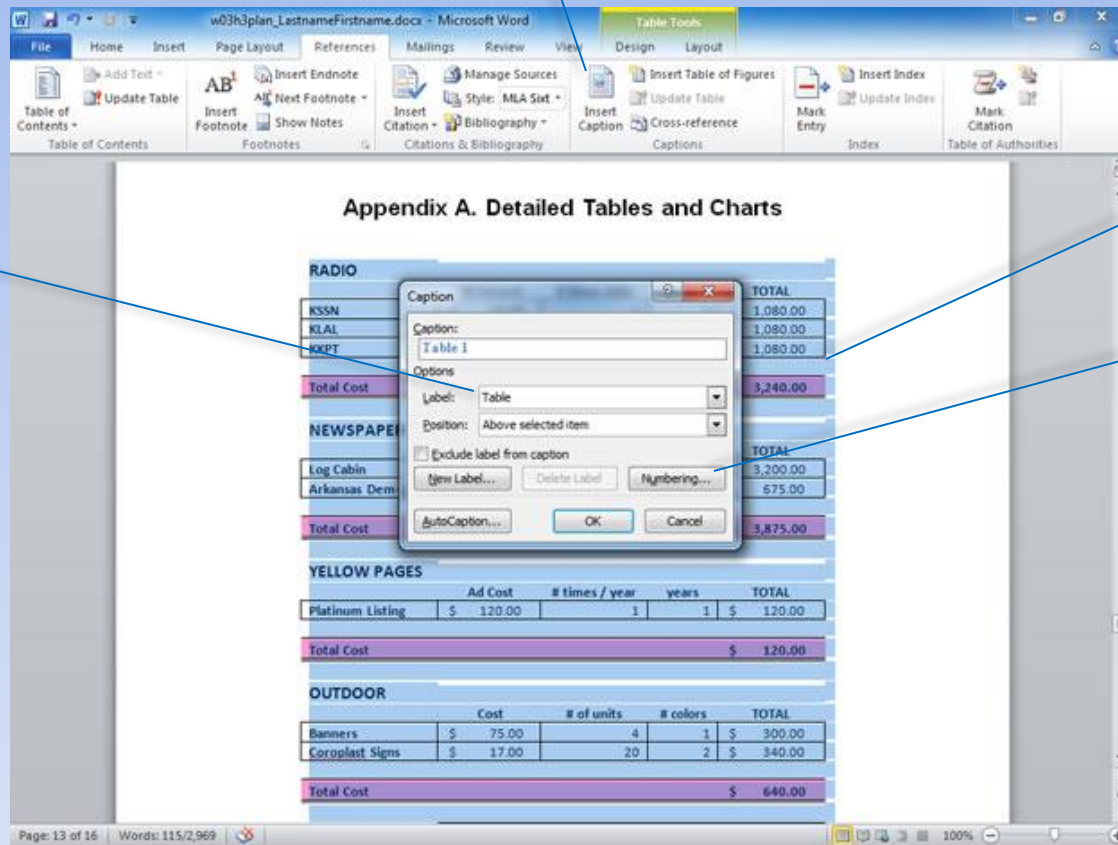 w03h3plan_LastnameFirstname.docx - Microsoft Word
Table Tools
File Home Insert Page Layout References Mailings Review View Design Layout
Table of Contents
Add Text
Update Table
Table of Contents
AB1
Insert Footnote
Insert Endnote
Next Footnote
Show Notes
Footnotes
Insert Citation
Manage Sources
Style: MLA Sixt
Bibliography
Citations & Bibliography
Insert Caption
Insert Table of Figures
Update Table
Cross-reference
Captions
Mark Entry
Insert Index
Update Index
Index
Mark Citation
Table of Authorities
Appendix A. Detailed Tables and Charts
RADIO
TOTAL
KSSN 1,080.00
KLAL 1,080.00
KKPT 1,080.00
Total Cost 3,240.00
NEWSPAPE
TOTAL
Log Cabin 3,200.00
Arkansas Dem 675.00
Total Cost 3,875.00
Caption
Caption:
Table 1
Options
Label: Table
Position: Above selected item
Exclude label from caption
New Label... Delete Label Numbering...
AutoCaption... OK Cancel
YELLOW PAGES
Ad Cost # times / year years TOTAL
Platinum Listing $ 120.00 1 1 $ 120.00
Total Cost $ 120.00
OUTDOOR
Cost # of units # colors TOTAL
Banners $ 75.00 4 1 $ 300.00
Coroplast Signs $ 17.00 20 2 $ 340.00
Total Cost $ 640.00
Page: 13 of 16 Words: 115/2,969 100%